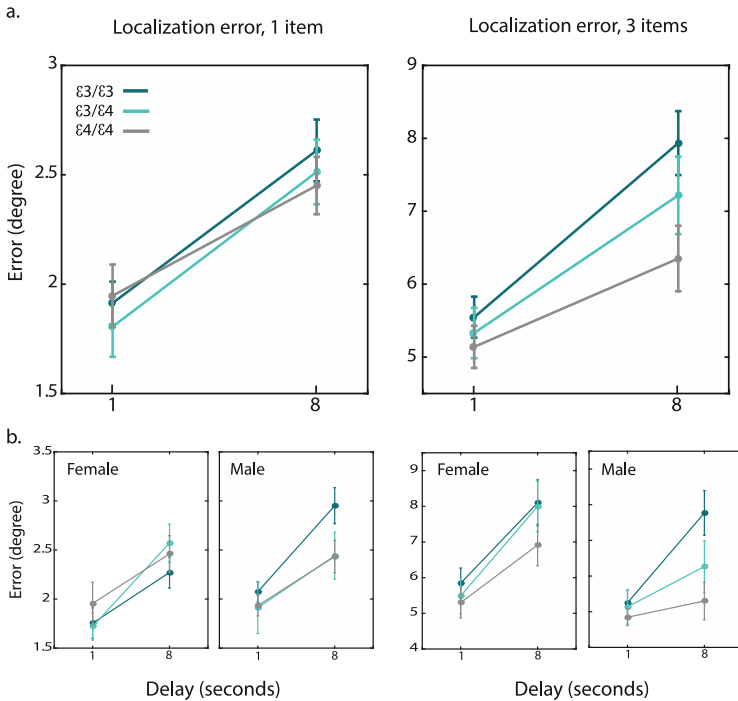 a.
Localization error, 1 item
Localization error, 3 items
ε3/ε3
ε3/ε4
ε4/ε4
Error (degree)
3
2.5
2
1.5
1
8
9
8
7
6
5
1
8
b.
Error (degree)
3.5
3
2.5
2
1.5
Female
1
8
Male
1
8
9
8
7
6
5
4
Female
1
8
Male
1
8
Delay (seconds)
Delay (seconds)